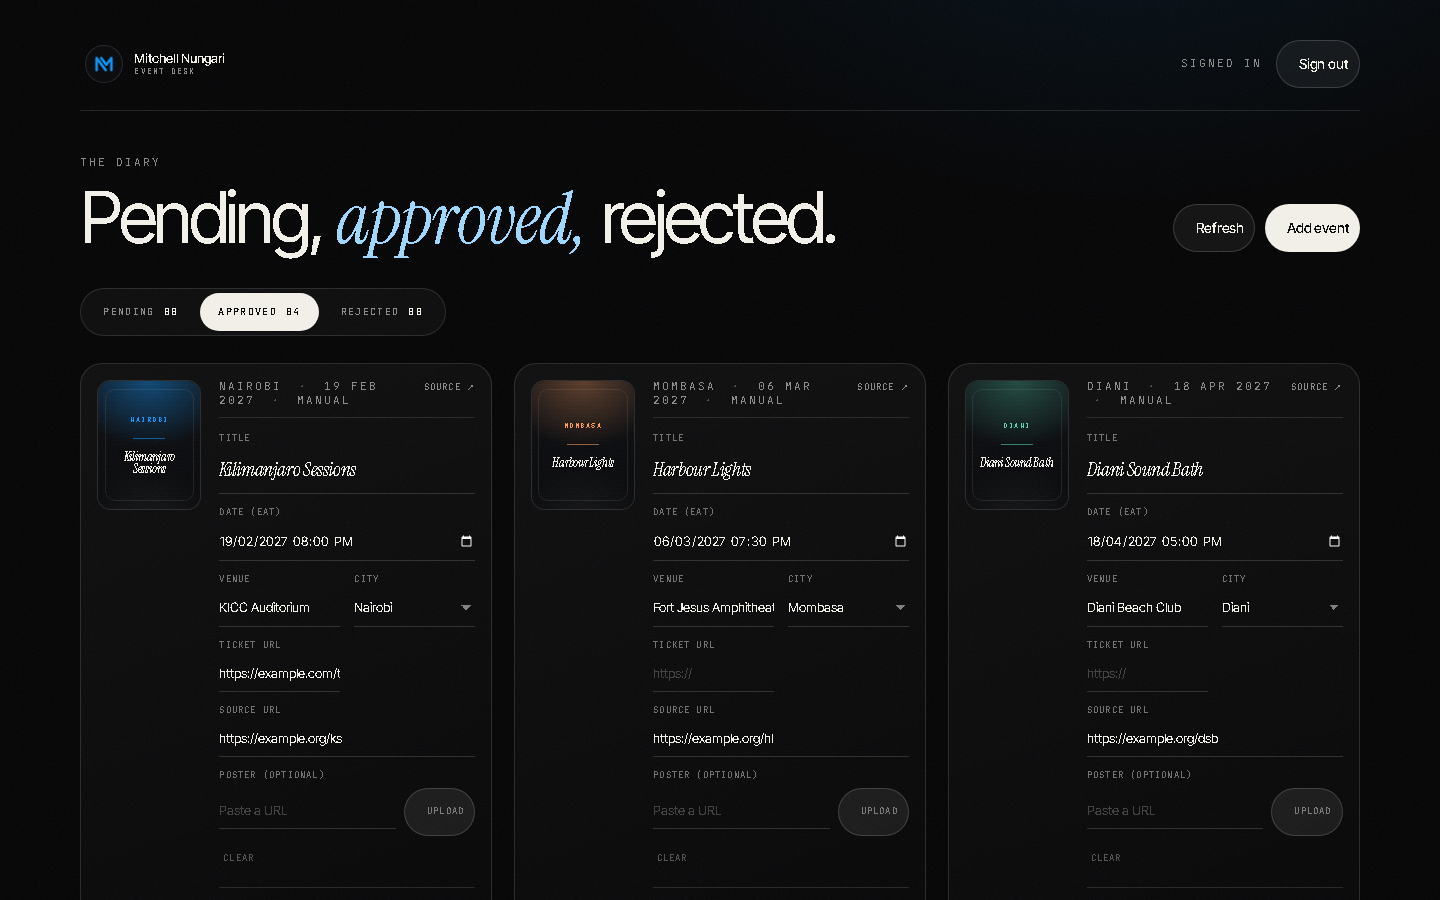 Mitchell Nungari
EVENT DESK
SIGNED IN
Sign out
THE DIARY
Pending, approved, rejected.
Refresh
Add event
PENDING 00
APPROVED 04
REJECTED 00
NAIROBI
Kilimanjaro
Sessions
NAIROBI · 19 FEB
2027 · MANUAL
SOURCE ↗
TITLE
Kilimanjaro Sessions
DATE (EAT)
19/02/2027 08:00 PM
VENUE CITY
KICC Auditorium Nairobi
TICKET URL
https://example.com/t
SOURCE URL
https://example.org/ks
POSTER (OPTIONAL)
Paste a URL UPLOAD
CLEAR
MOMBASA
Harbour Lights
MOMBASA · 06 MAR
2027 · MANUAL
SOURCE ↗
TITLE
Harbour Lights
DATE (EAT)
06/03/2027 07:30 PM
VENUE CITY
Fort Jesus Amphitheat Mombasa
TICKET URL
https://
SOURCE URL
https://example.org/hl
POSTER (OPTIONAL)
Paste a URL UPLOAD
CLEAR
DIANI
Diani Sound Bath
DIANI · 18 APR 2027
· MANUAL
SOURCE ↗
TITLE
Diani Sound Bath
DATE (EAT)
18/04/2027 05:00 PM
VENUE CITY
Diani Beach Club Diani
TICKET URL
https://
SOURCE URL
https://example.org/dsb
POSTER (OPTIONAL)
Paste a URL UPLOAD
CLEAR